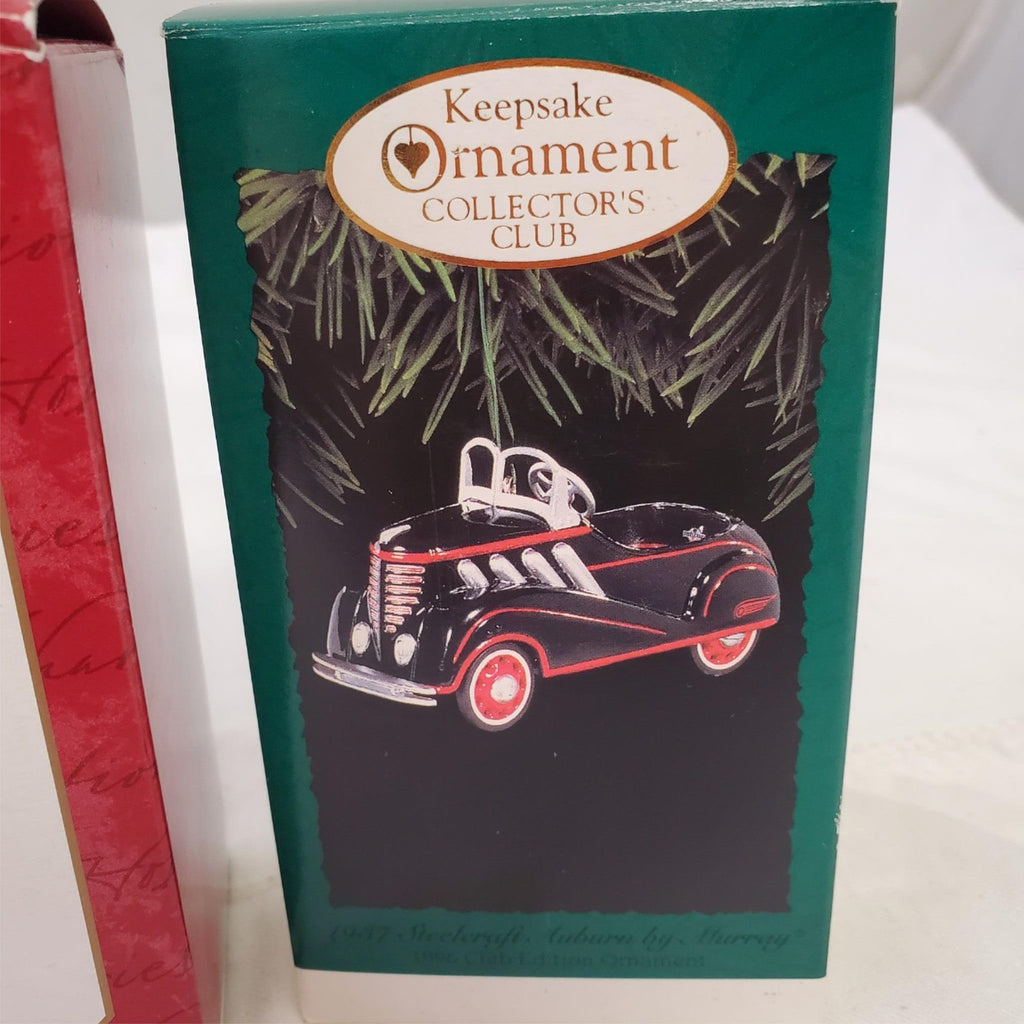 Keepsake
Ornament
COLLECTOR'S
CLUB
1937 Steelcraft Auburn by Murray®
1996 Club Edition Ornament